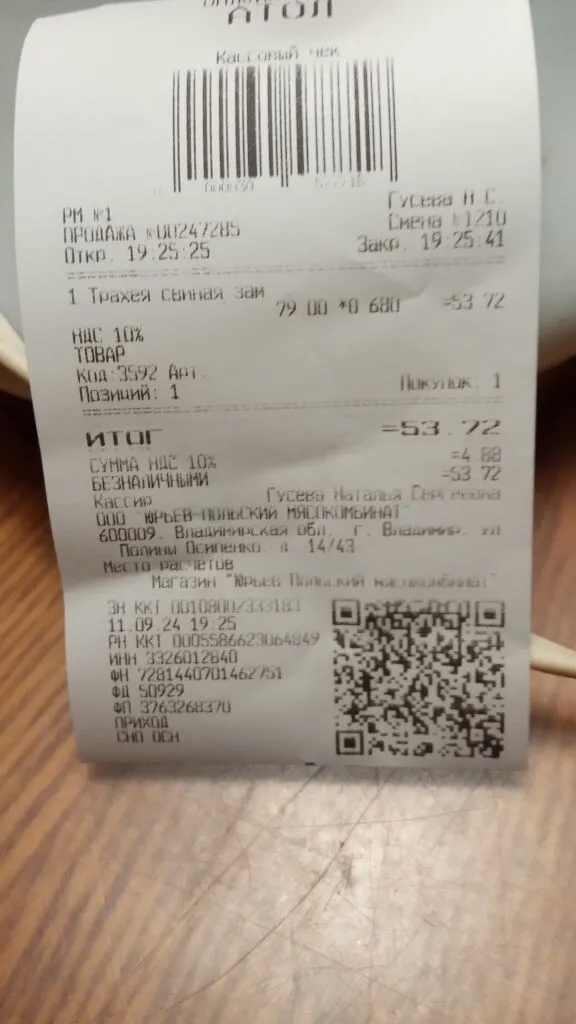 АТОЛ
Кассовый чек
РМ №1
Гусева Н С.
ПРОДАЖА №00247285
Смена №1210
Откр. 19:25:25
Закр. 19 25:41
1 Трахея свиная зам
79 00 *0 680 =53 72
НДС 10%
ТОВАР
Код:3592 Арт.
Позиций: 1
Покупок: 1
ИТОГ =53.72
СУММА НДС 10% =4 88
БЕЗНАЛИЧНЫМИ =53 72
Кассир Гусева Наталья Сергеевна
ООО "ЮРЬЕВ-ПОЛЬСКИЙ МЯСОКОМБИНАТ"
600009. Владимирская обл. г. Владимир. ул
Полины Осипенко. д 14/43
Место расчетов
Магазин "Юрьев Польский мясокомбинат"
ЗН ККТ 00108002333183
11.09.24 19:25
РН ККТ 0005586623064849
ИНН 3326012840
ФН 7281440701462751
ФД 50929
ФП 3763268370
ПРИХОД
СНО ОСН